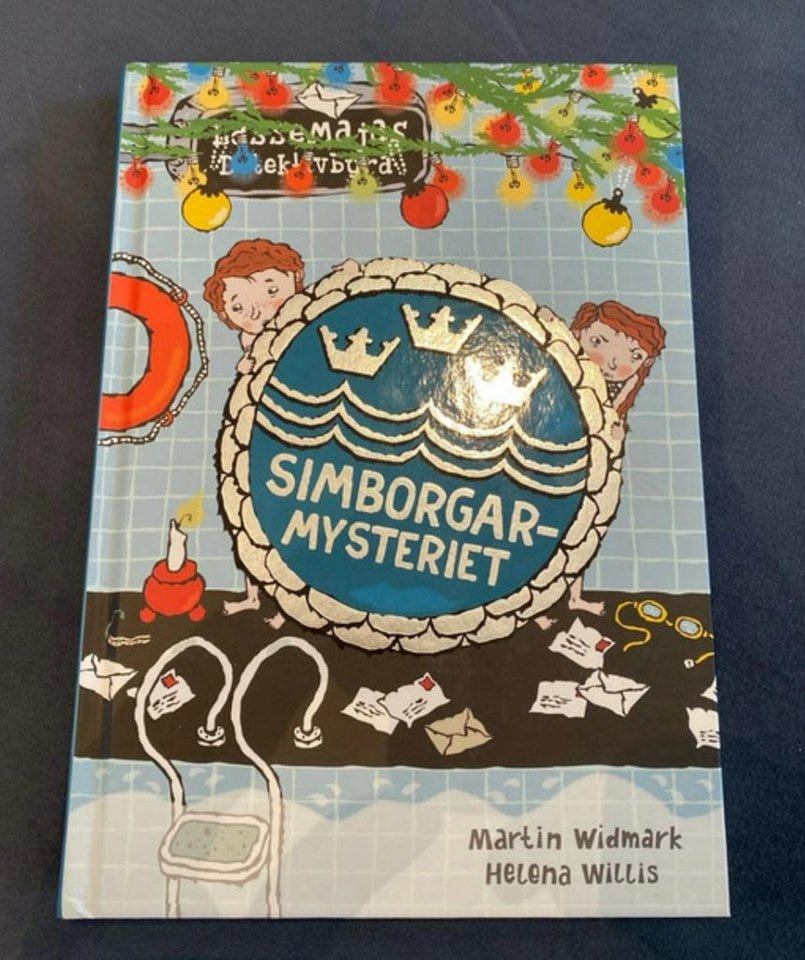 LasseMajas
Detektivbyrå
SIMBORGAR-
MYSTERIET
Martin Widmark
Helena Willis